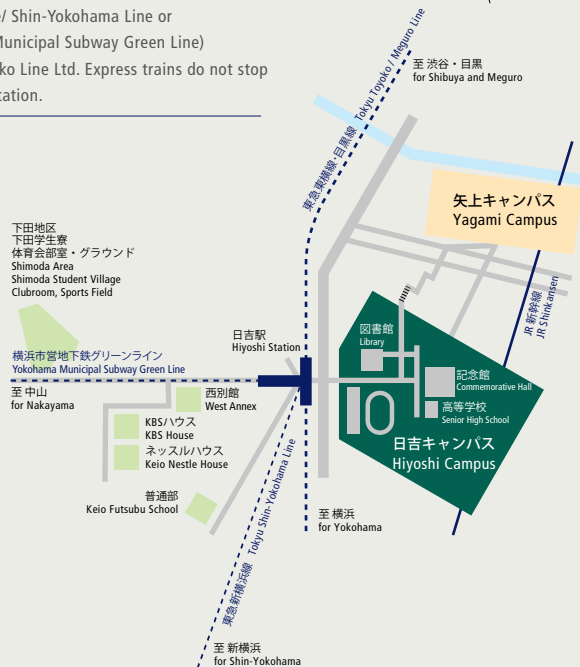 e/ Shin-Yokohama Line or
Municipal Subway Green Line)
ko Line Ltd. Express trains do not stop
tation.
東急東横線・目黒線 Tokyu Toyoko / Meguro Line
至 渋谷・目黒
for Shibuya and Meguro
矢上キャンパス
Yagami Campus
下田地区
下田学生寮
体育会部室・グラウンド
Shimoda Area
Shimoda Student Village
Clubroom, Sports Field
JR 新幹線
JR Shinkansen
日吉駅
Hiyoshi Station
図書館
Library
横浜市営地下鉄グリーンライン
Yokohama Municipal Subway Green Line
至 中山
for Nakayama
西別館
West Annex
記念館
Commemorative Hall
高等学校
Senior High School
KBSハウス
KBS House
ネッスルハウス
Keio Nestle House
日吉キャンパス
Hiyoshi Campus
普通部
Keio Futsubu School
東急新横浜線 Tokyu Shin-Yokohama Line
至 横浜
for Yokohama
至 新横浜
for Shin-Yokohama